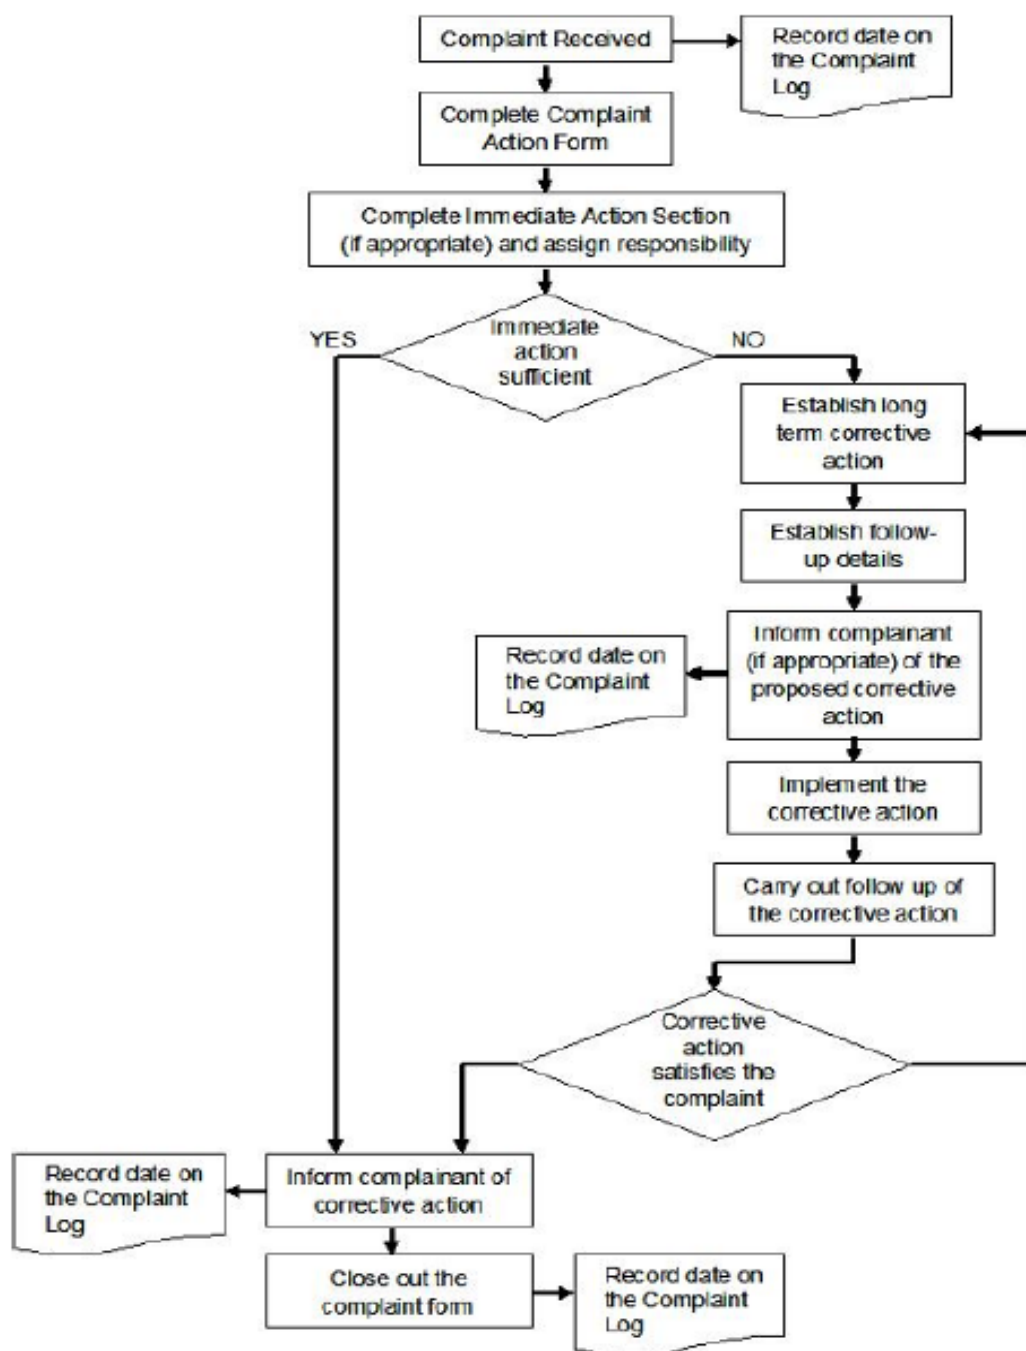 Complaint Received
Record date on
the Complaint
Log
Complete Complaint
Action Form
Complete Immediate Action Section
(if appropriate) and assign responsibility
YES
Immediate
action
sufficient
NO
Establish long
term corrective
action
Establish follow-
up details
Inform complainant
(if appropriate) of the
proposed corrective
action
Record date on
the Complaint
Log
Implement the
corrective action
Carry out follow up of
the corrective action
Corrective
action
satisfies the
complaint
Record date on
the Complaint
Log
Inform complainant of
corrective action
Close out the
complaint form
Record date on
the Complaint
Log